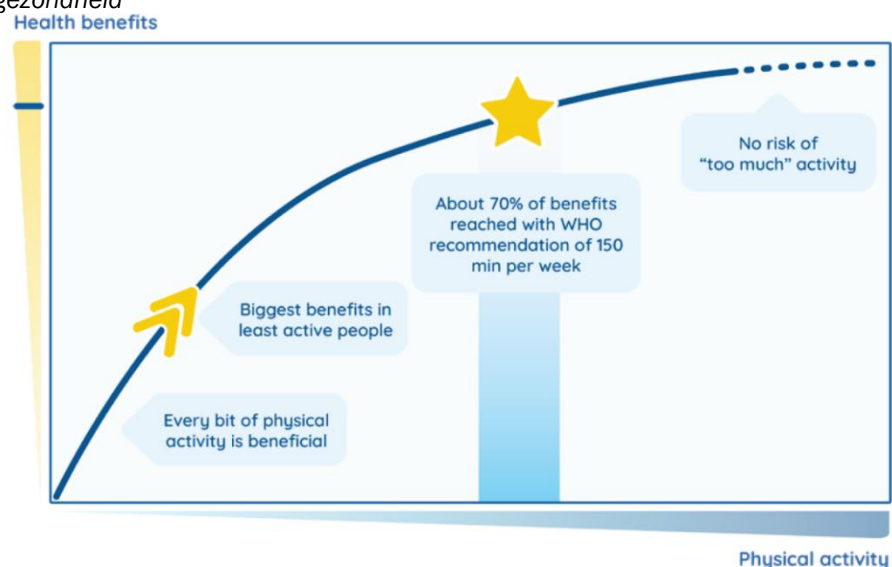 gezondheid
Health benefits
No risk of
“too much” activity
About 70% of benefits
reached with WHO
recommendation of 150
min per week
Biggest benefits in
least active people
Every bit of physical
activity is beneficial
Physical activity